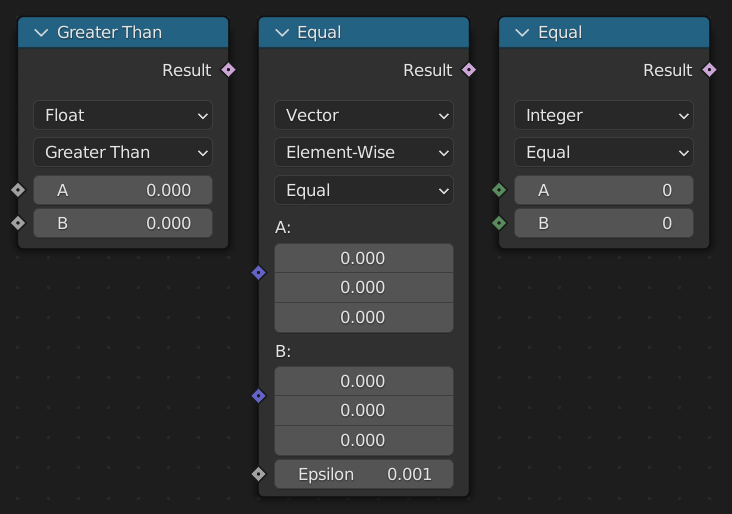 Greater Than
Result
Float
Greater Than
A 0.000
B 0.000
Equal
Result
Vector
Element-Wise
Equal
A:
0.000
0.000
0.000
B:
0.000
0.000
0.000
Epsilon 0.001
Equal
Result
Integer
Equal
A 0
B 0